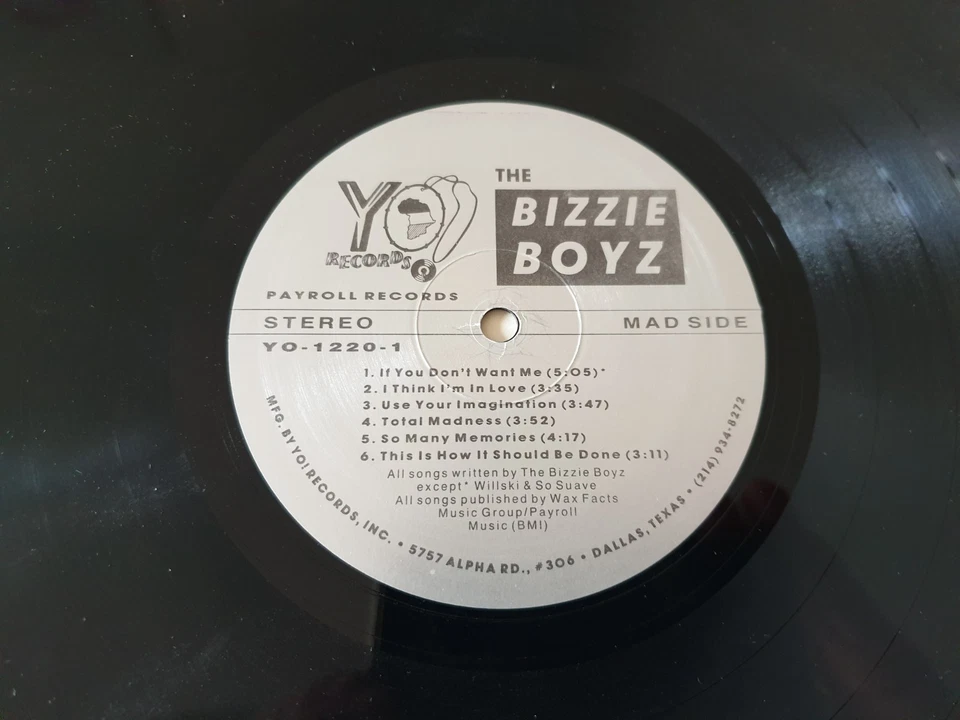 YO!
RECORDS
THE
BIZZIE
BOYZ
PAYROLL RECORDS
STEREO
MAD SIDE
YO-1220-1
1. If You Don't Want Me (5:05)*
2. I Think I'm In Love (3:35)
3. Use Your Imagination (3:47)
4. Total Madness (3:52)
5. So Many Memories (4:17)
6. This Is How It Should Be Done (3:11)
All songs written by The Bizzie Boyz
except* Willski & So Suave
All songs published by Wax Facts
Music Group/Payroll
Music (BMI)
MFG. BY YO! RECORDS, INC. • 5757 ALPHA RD., #306 • DALLAS, TEXAS • (214) 934-8272